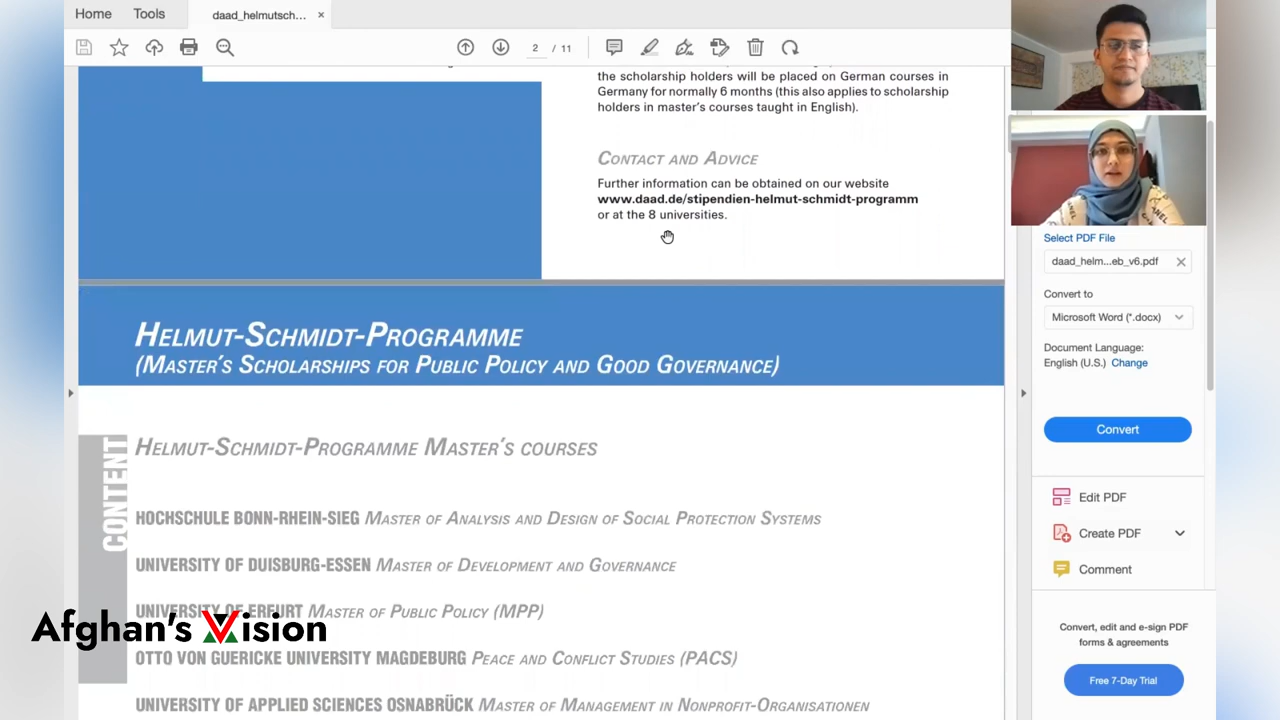 Home Tools daad_helmutsch... ×
2 / 11
the scholarship holders will be placed on German courses in
Germany for normally 6 months (this also applies to scholarship
holders in master's courses taught in English).
Contact and Advice
Further information can be obtained on our website
www.daad.de/stipendien-helmut-schmidt-programm
or at the 8 universities.
Helmut-Schmidt-Programme
(Master's Scholarships for Public Policy and Good Governance)
CONTENT
Helmut-Schmidt-Programme Master's courses
HOCHSCHULE BONN-RHEIN-SIEG Master of Analysis and Design of Social Protection Systems
UNIVERSITY OF DUISBURG-ESSEN Master of Development and Governance
UNIVERSITY OF ERFURT Master of Public Policy (MPP)
OTTO VON GUERICKE UNIVERSITY MAGDEBURG Peace and Conflict Studies (PACS)
UNIVERSITY OF APPLIED SCIENCES OSNABRÜCK Master of Management in Nonprofit-Organisationen
Afghan's Vision
Select PDF File
daad_helm...eb_v6.pdf
Convert to
Microsoft Word (*.docx)
Document Language:
English (U.S.) Change
Convert
Edit PDF
Create PDF
Comment
Convert, edit and e-sign PDF
forms & agreements
Free 7-Day Trial